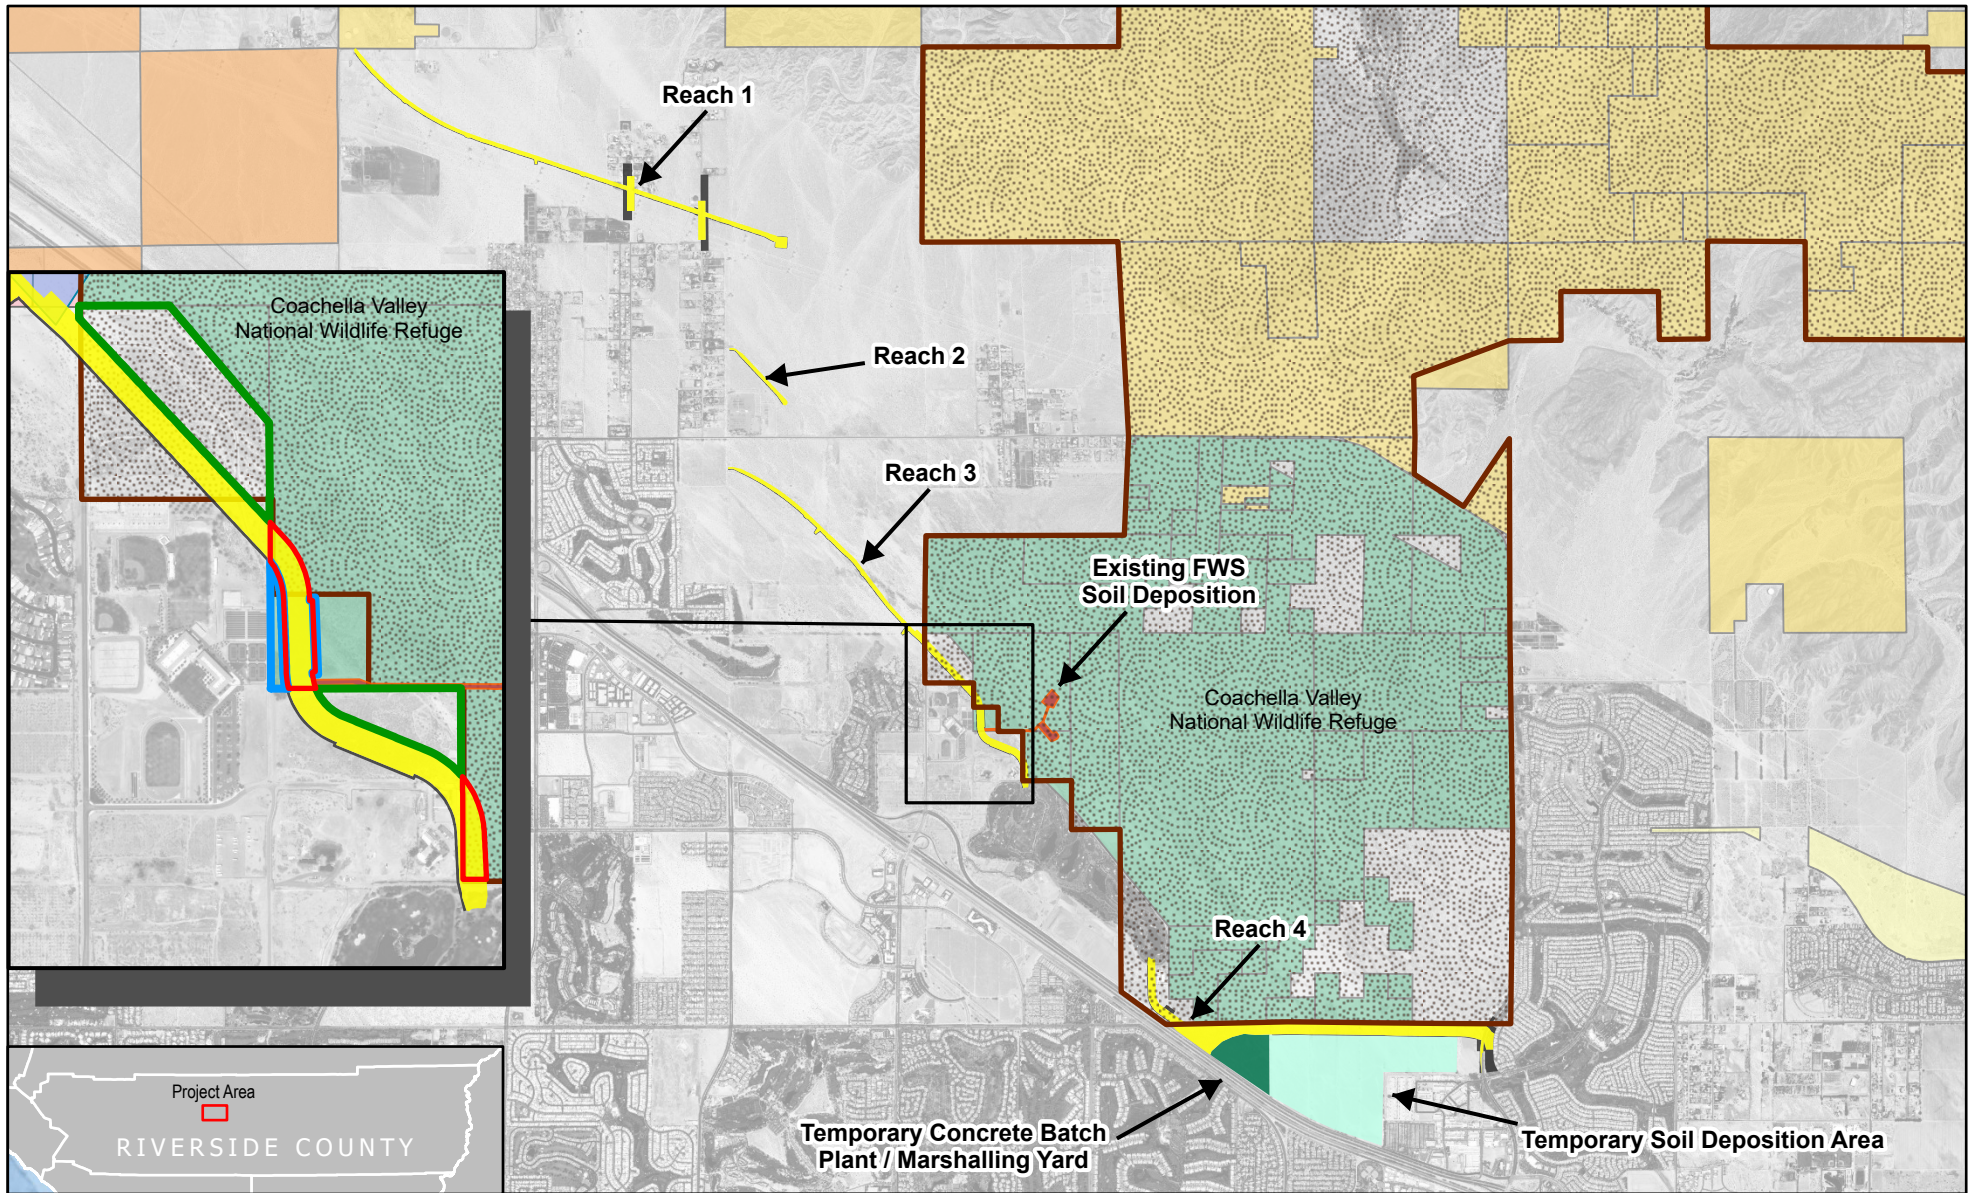 Reach 1
Coachella Valley
National Wildlife Refuge
Reach 2
Reach 3
Existing FWS
Soil Deposition
Coachella Valley
National Wildlife Refuge
Reach 4
Project Area
RIVERSIDE COUNTY
Temporary Concrete Batch
Plant / Marshalling Yard
Temporary Soil Deposition Area